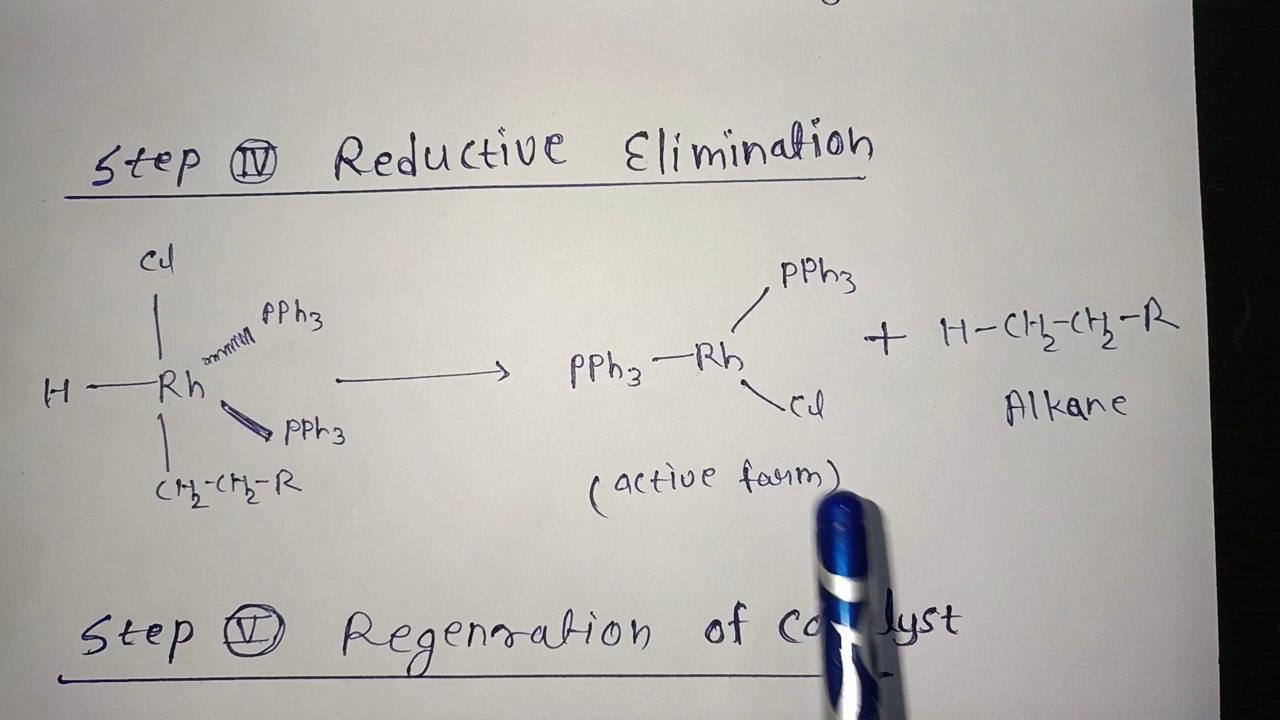 Step IV Reductive Elimination
Cl
PPh3
H-Rh
PPh3
CH2-CH2-R
PPh3
PPh3-Rh
Cl
+ H-CH2-CH2-R
Alkane
(active form)
Step V Regenration of